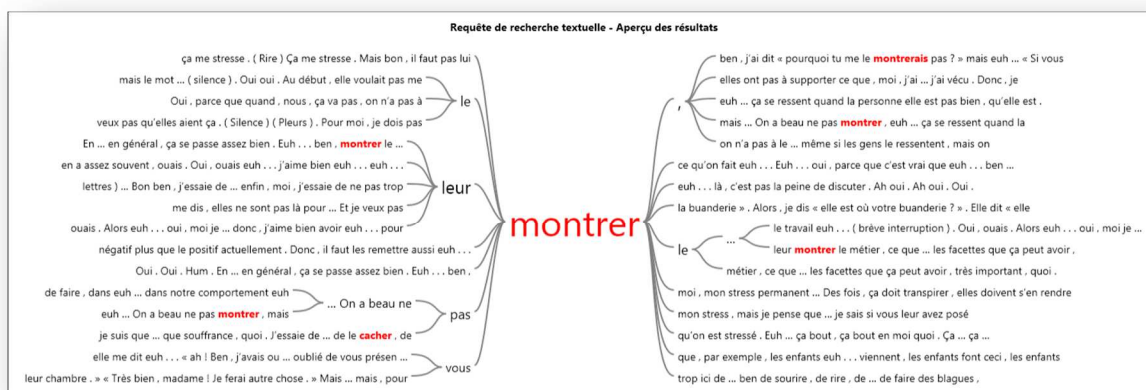 Requête de recherche textuelle - Aperçu des résultats
ça me stresse . ( Rire ) Ça me stresse . Mais bon , il faut pas lui
mais le mot ... ( silence ) . Oui oui . Au début , elle voulait pas me
Oui , parce que quand , nous , ça va pas , on n'a pas à
le
veux pas qu'elles aient ça . ( Silence ) ( Pleurs ) . Pour moi , je dois pas
En ... en général , ça se passe assez bien . Euh . . . ben , montrer le ...
en a assez souvent , ouais . Oui , ouais euh . . . j'aime bien euh . . . euh . . .
lettres ) ... Bon ben , j'essaie de ... enfin , moi , j'essaie de ne pas trop
leur
me dis , elles ne sont pas là pour ... Et je veux pas
ouais . Alors euh . . . oui , moi je ... donc , j'aime bien avoir euh . . . pour
négatif plus que le positif actuellement . Donc , il faut les remettre aussi euh . . .
Oui . Oui . Hum . En ... en général , ça se passe assez bien . Euh . . . ben ,
de faire , dans euh ... dans notre comportement euh
... On a beau ne
euh ... On a beau ne pas montrer , mais
pas
je suis que ... que souffrance , quoi . J'essaie de ... de le cacher , de
elle me dit euh . . . « ah ! Ben , j'avais ou ... oublié de vous présen ...
vous
leur chambre . » « Très bien , madame ! Je ferai autre chose . » Mais ... mais , pour
montrer
ben , j'ai dit « pourquoi tu me le montrerais pas ? » mais euh ... « Si vous
elles ont pas à supporter ce que , moi , j'ai ... j'ai vécu . Donc , je
,
euh ... ça se ressent quand la personne elle est pas bien , qu'elle est .
mais ... On a beau ne pas montrer , euh ... ça se ressent quand la
on n'a pas à le ... même si les gens le ressentent , mais on
ce qu'on fait euh . . . Euh . . . oui , parce que c'est vrai que euh . . . ben ...
euh . . . là , c'est pas la peine de discuter . Ah oui . Ah oui . Oui .
la buanderie » . Alors , je dis « elle est où votre buanderie ? » . Elle dit « elle
le travail euh . . . ( brève interruption ) . Oui , ouais . Alors euh . . . oui , moi je ...
...
le
leur montrer le métier , ce que ... les facettes que ça peut avoir ,
métier , ce que ... les facettes que ça peut avoir , très important , quoi .
moi , mon stress permanent ... Des fois , ça doit transpirer , elles doivent s'en rendre
mon stress , mais je pense que ... je sais si vous leur avez posé
qu'on est stressé . Euh ... ça bout , ça bout en moi quoi . Ça ... ça ...
que , par exemple , les enfants euh . . . viennent , les enfants font ceci , les enfants
trop ici de ... ben de sourire , de rire , de ... de faire des blagues ,